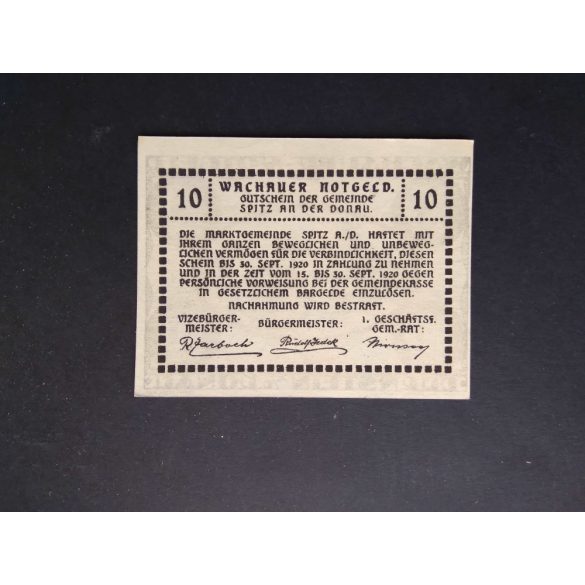 10 WACHAUER NOTGELD. 10
GUTSCHEIN DER GEMEINDE
SPITZ AN DER DONAU.
DIE MARKTGEMEINDE SPITZ A./D. HAFTET MIT
IHREM GANZEN BEWEGLICHEN UND UNBEWEG-
LICHEN VERMÖGEN FÜR DIE VERBINDLICHKEIT, DIESEN
SCHEIN BIS 30. SEPT. 1920 IN ZAHLUNG ZU NEHMEN
UND IN DER ZEIT VOM 15. BIS 30. SEPT. 1920 GEGEN
PERSÖNLICHE VORWEISUNG BEI DER GEMEINDEKASSE
IN GESETZLICHEM BARGELDE EINZULÖSEN.
NACHAHMUNG WIRD BESTRAFT.
VIZEBÜRGER-
MEISTER:
BÜRGERMEISTER:
1. GESCHÄFTSF.
GEM.-RAT: